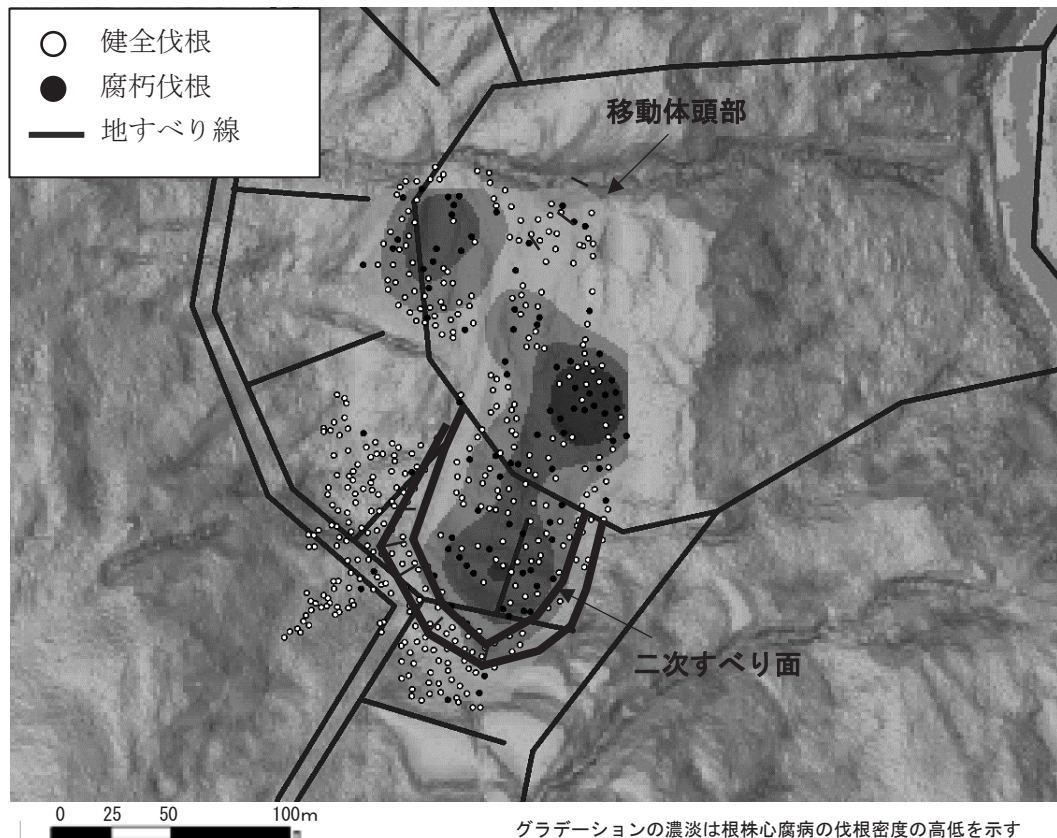 健全伐根
腐朽伐根
地すべり線
移動体頭部
二次すべり面
0 25 50 100m
グラデーションの濃淡は根株心腐病の伐根密度の高低を示す